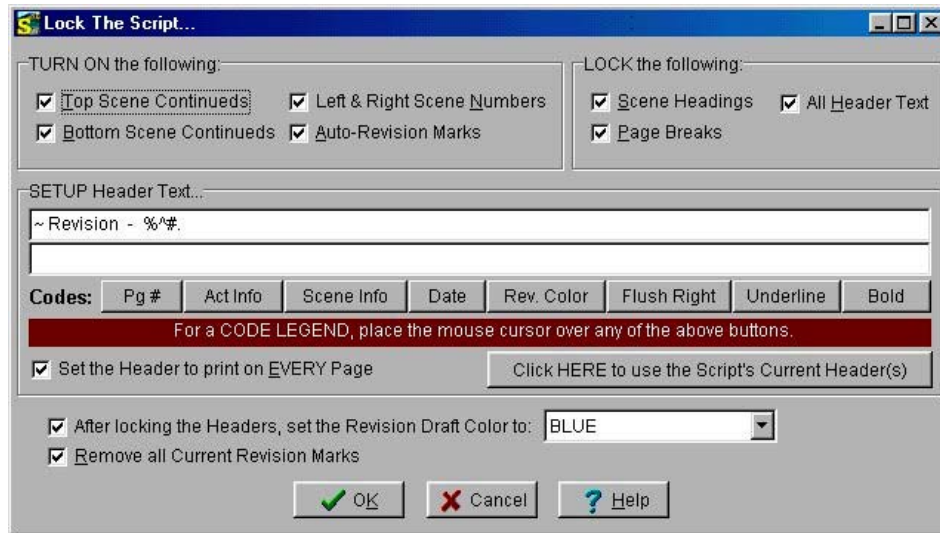 Lock The Script...
TURN ON the following:
Top Scene Continueds
Left & Right Scene Numbers
Bottom Scene Continueds
Auto-Revision Marks
LOCK the following:
Scene Headings
All Header Text
Page Breaks
SETUP Header Text...
~ Revision - %^#.
Codes: Pg # Act Info Scene Info Date Rev. Color Flush Right Underline Bold
For a CODE LEGEND, place the mouse cursor over any of the above buttons.
Set the Header to print on EVERY Page
Click HERE to use the Script's Current Header(s)
After locking the Headers, set the Revision Draft Color to: BLUE
Remove all Current Revision Marks
OK Cancel Help